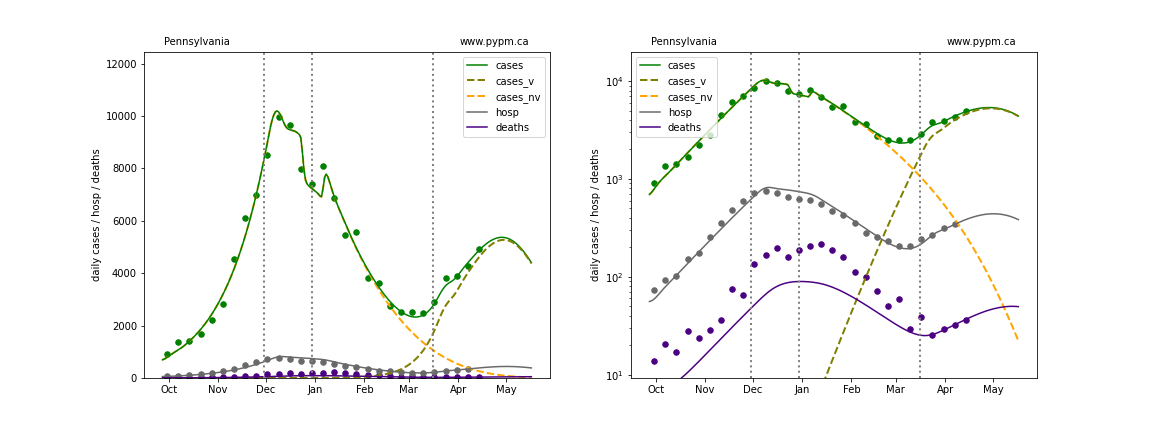 Pennsylvania www.pypm.ca
daily cases / hosp / deaths
12000
10000
8000
6000
4000
2000
0
Oct Nov Dec Jan Feb Mar Apr May
cases
cases_v
cases_nv
hosp
deaths
Pennsylvania www.pypm.ca
daily cases / hosp / deaths
10⁴
10³
10²
10¹
Oct Nov Dec Jan Feb Mar Apr May
cases
cases_v
cases_nv
hosp
deaths